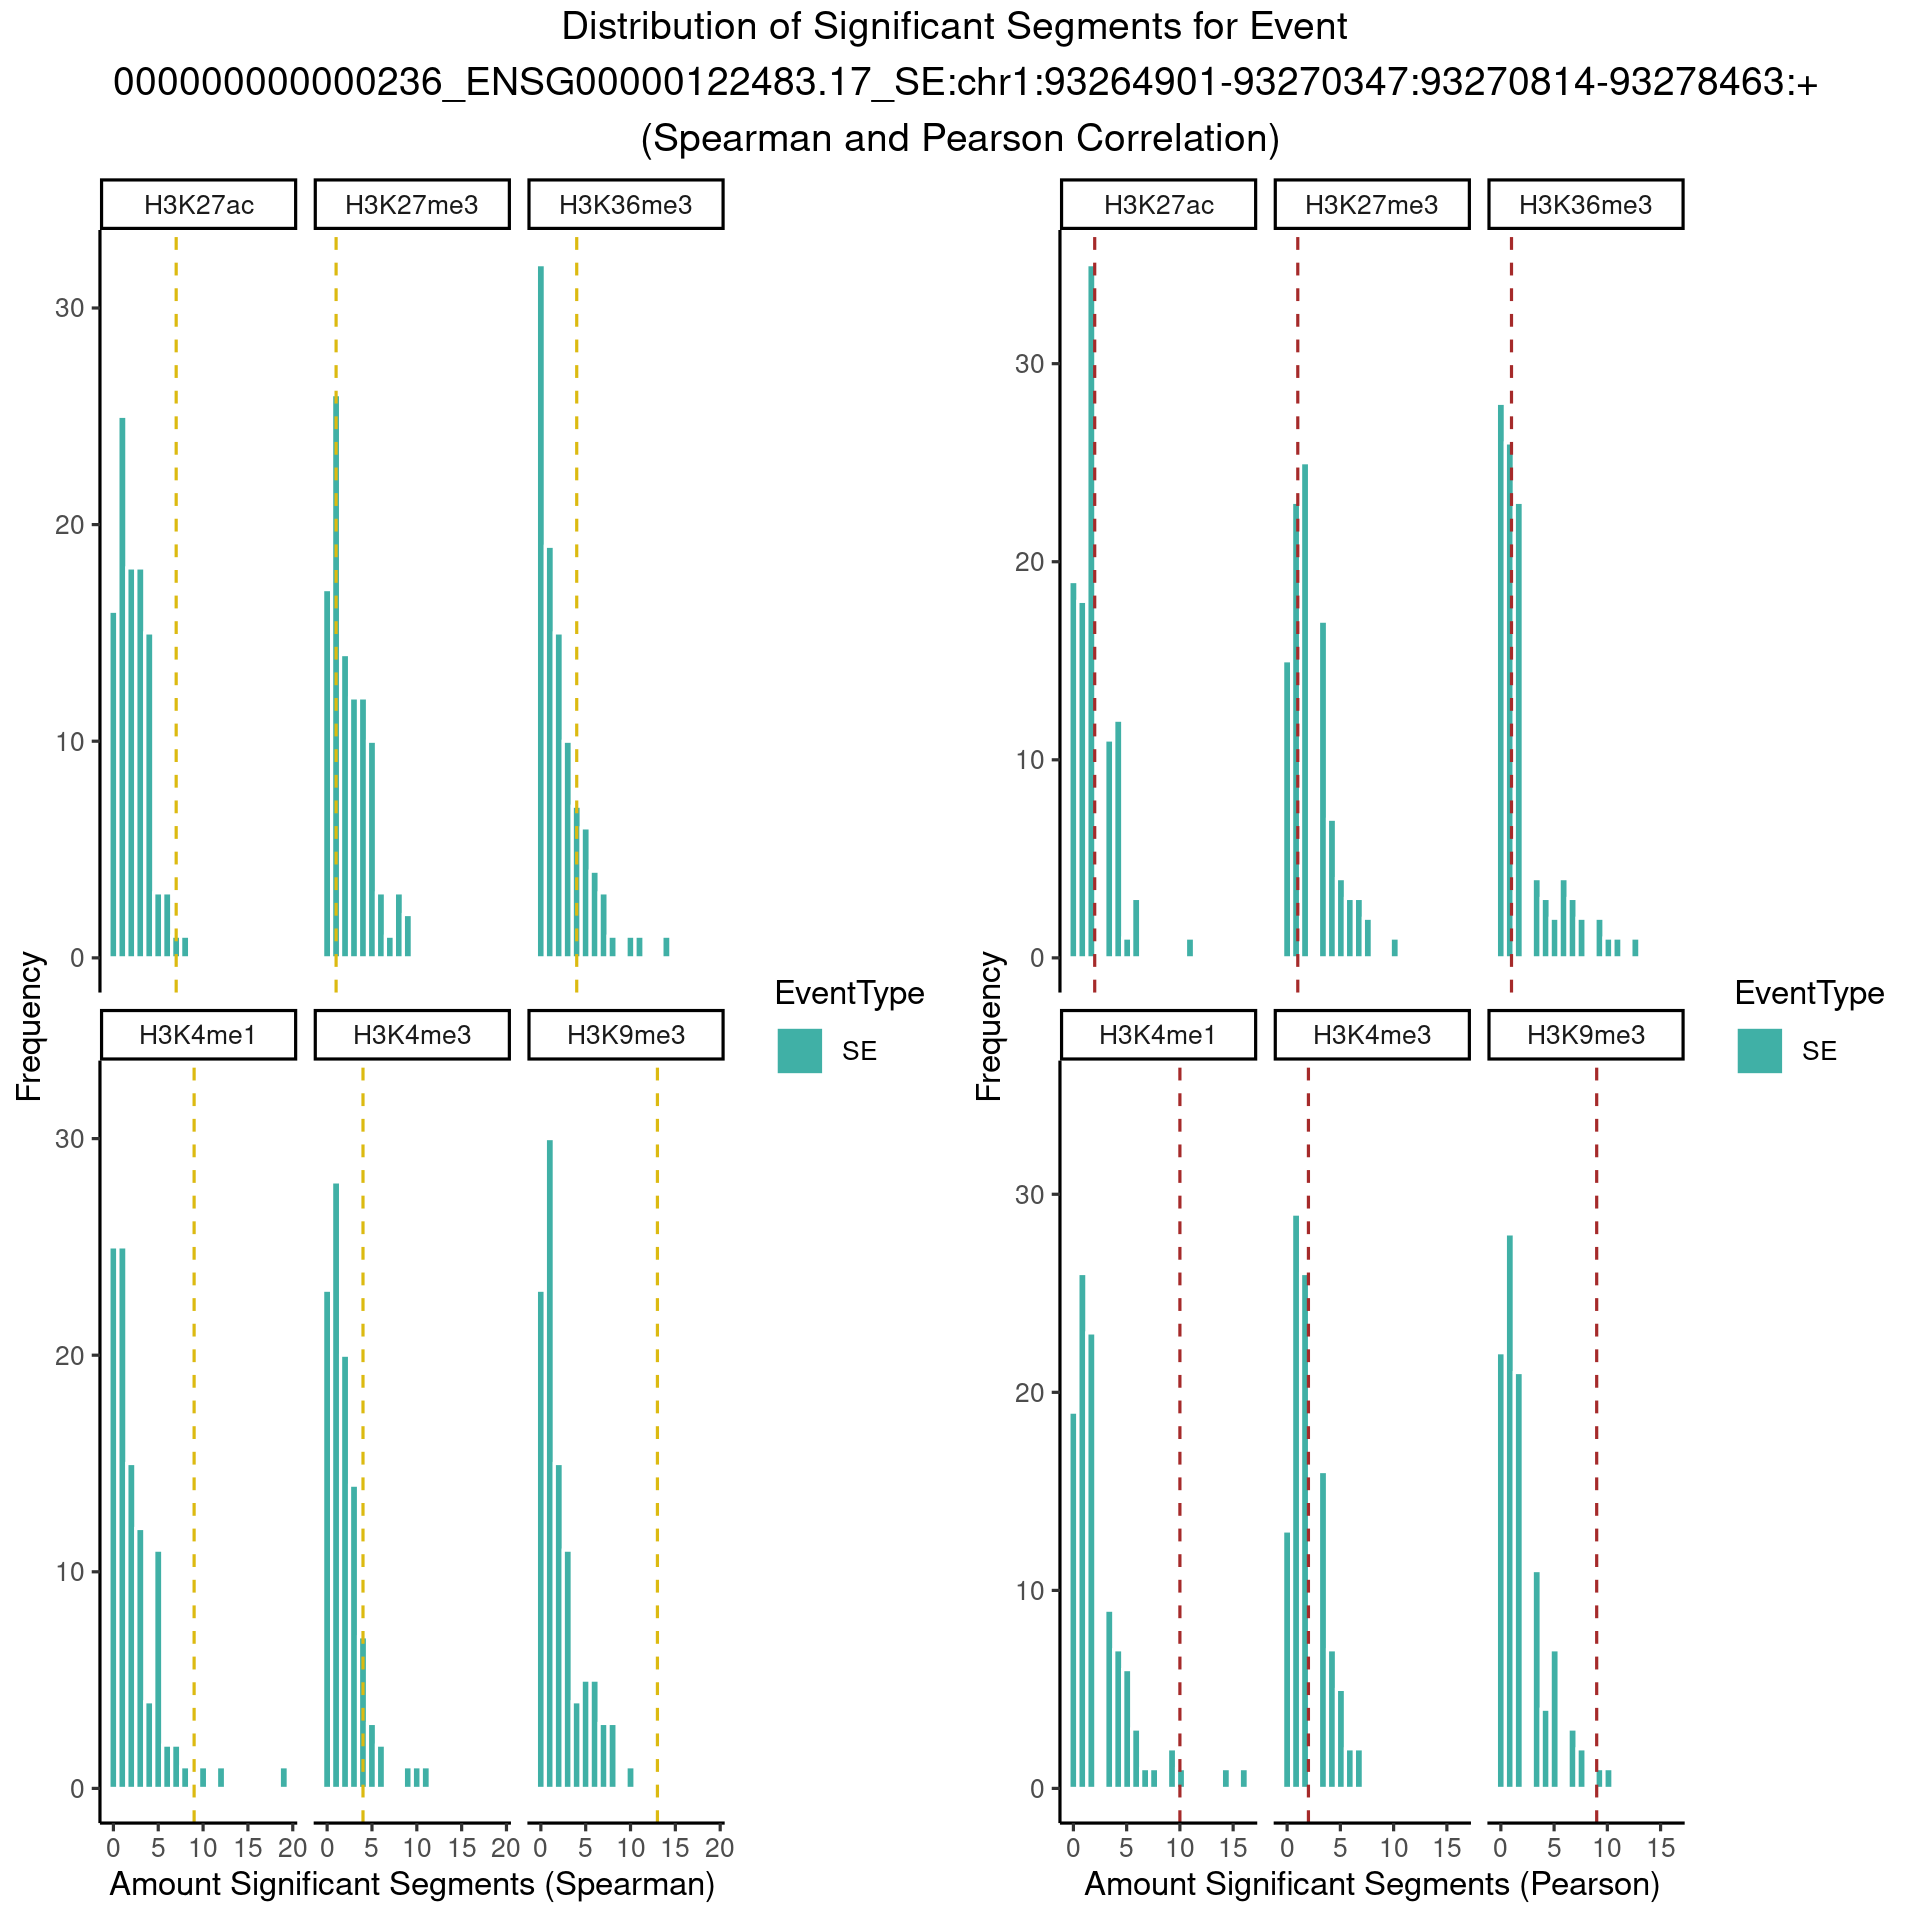 Distribution of Significant Segments for Event
000000000000236_ENSG00000122483.17_SE:chr1:93264901-93270347:93270814-93278463:+
(Spearman and Pearson Correlation)
H3K27ac H3K27me3 H3K36me3
30
20
10
0
H3K4me1 H3K4me3 H3K9me3
30
20
10
0
0 5 10 15 20 0 5 10 15 20 0 5 10 15 20
Frequency
Amount Significant Segments (Spearman)
EventType
SE
H3K27ac H3K27me3 H3K36me3
30
20
10
0
H3K4me1 H3K4me3 H3K9me3
30
20
10
0
0 5 10 15 0 5 10 15 0 5 10 15
Frequency
Amount Significant Segments (Pearson)
EventType
SE